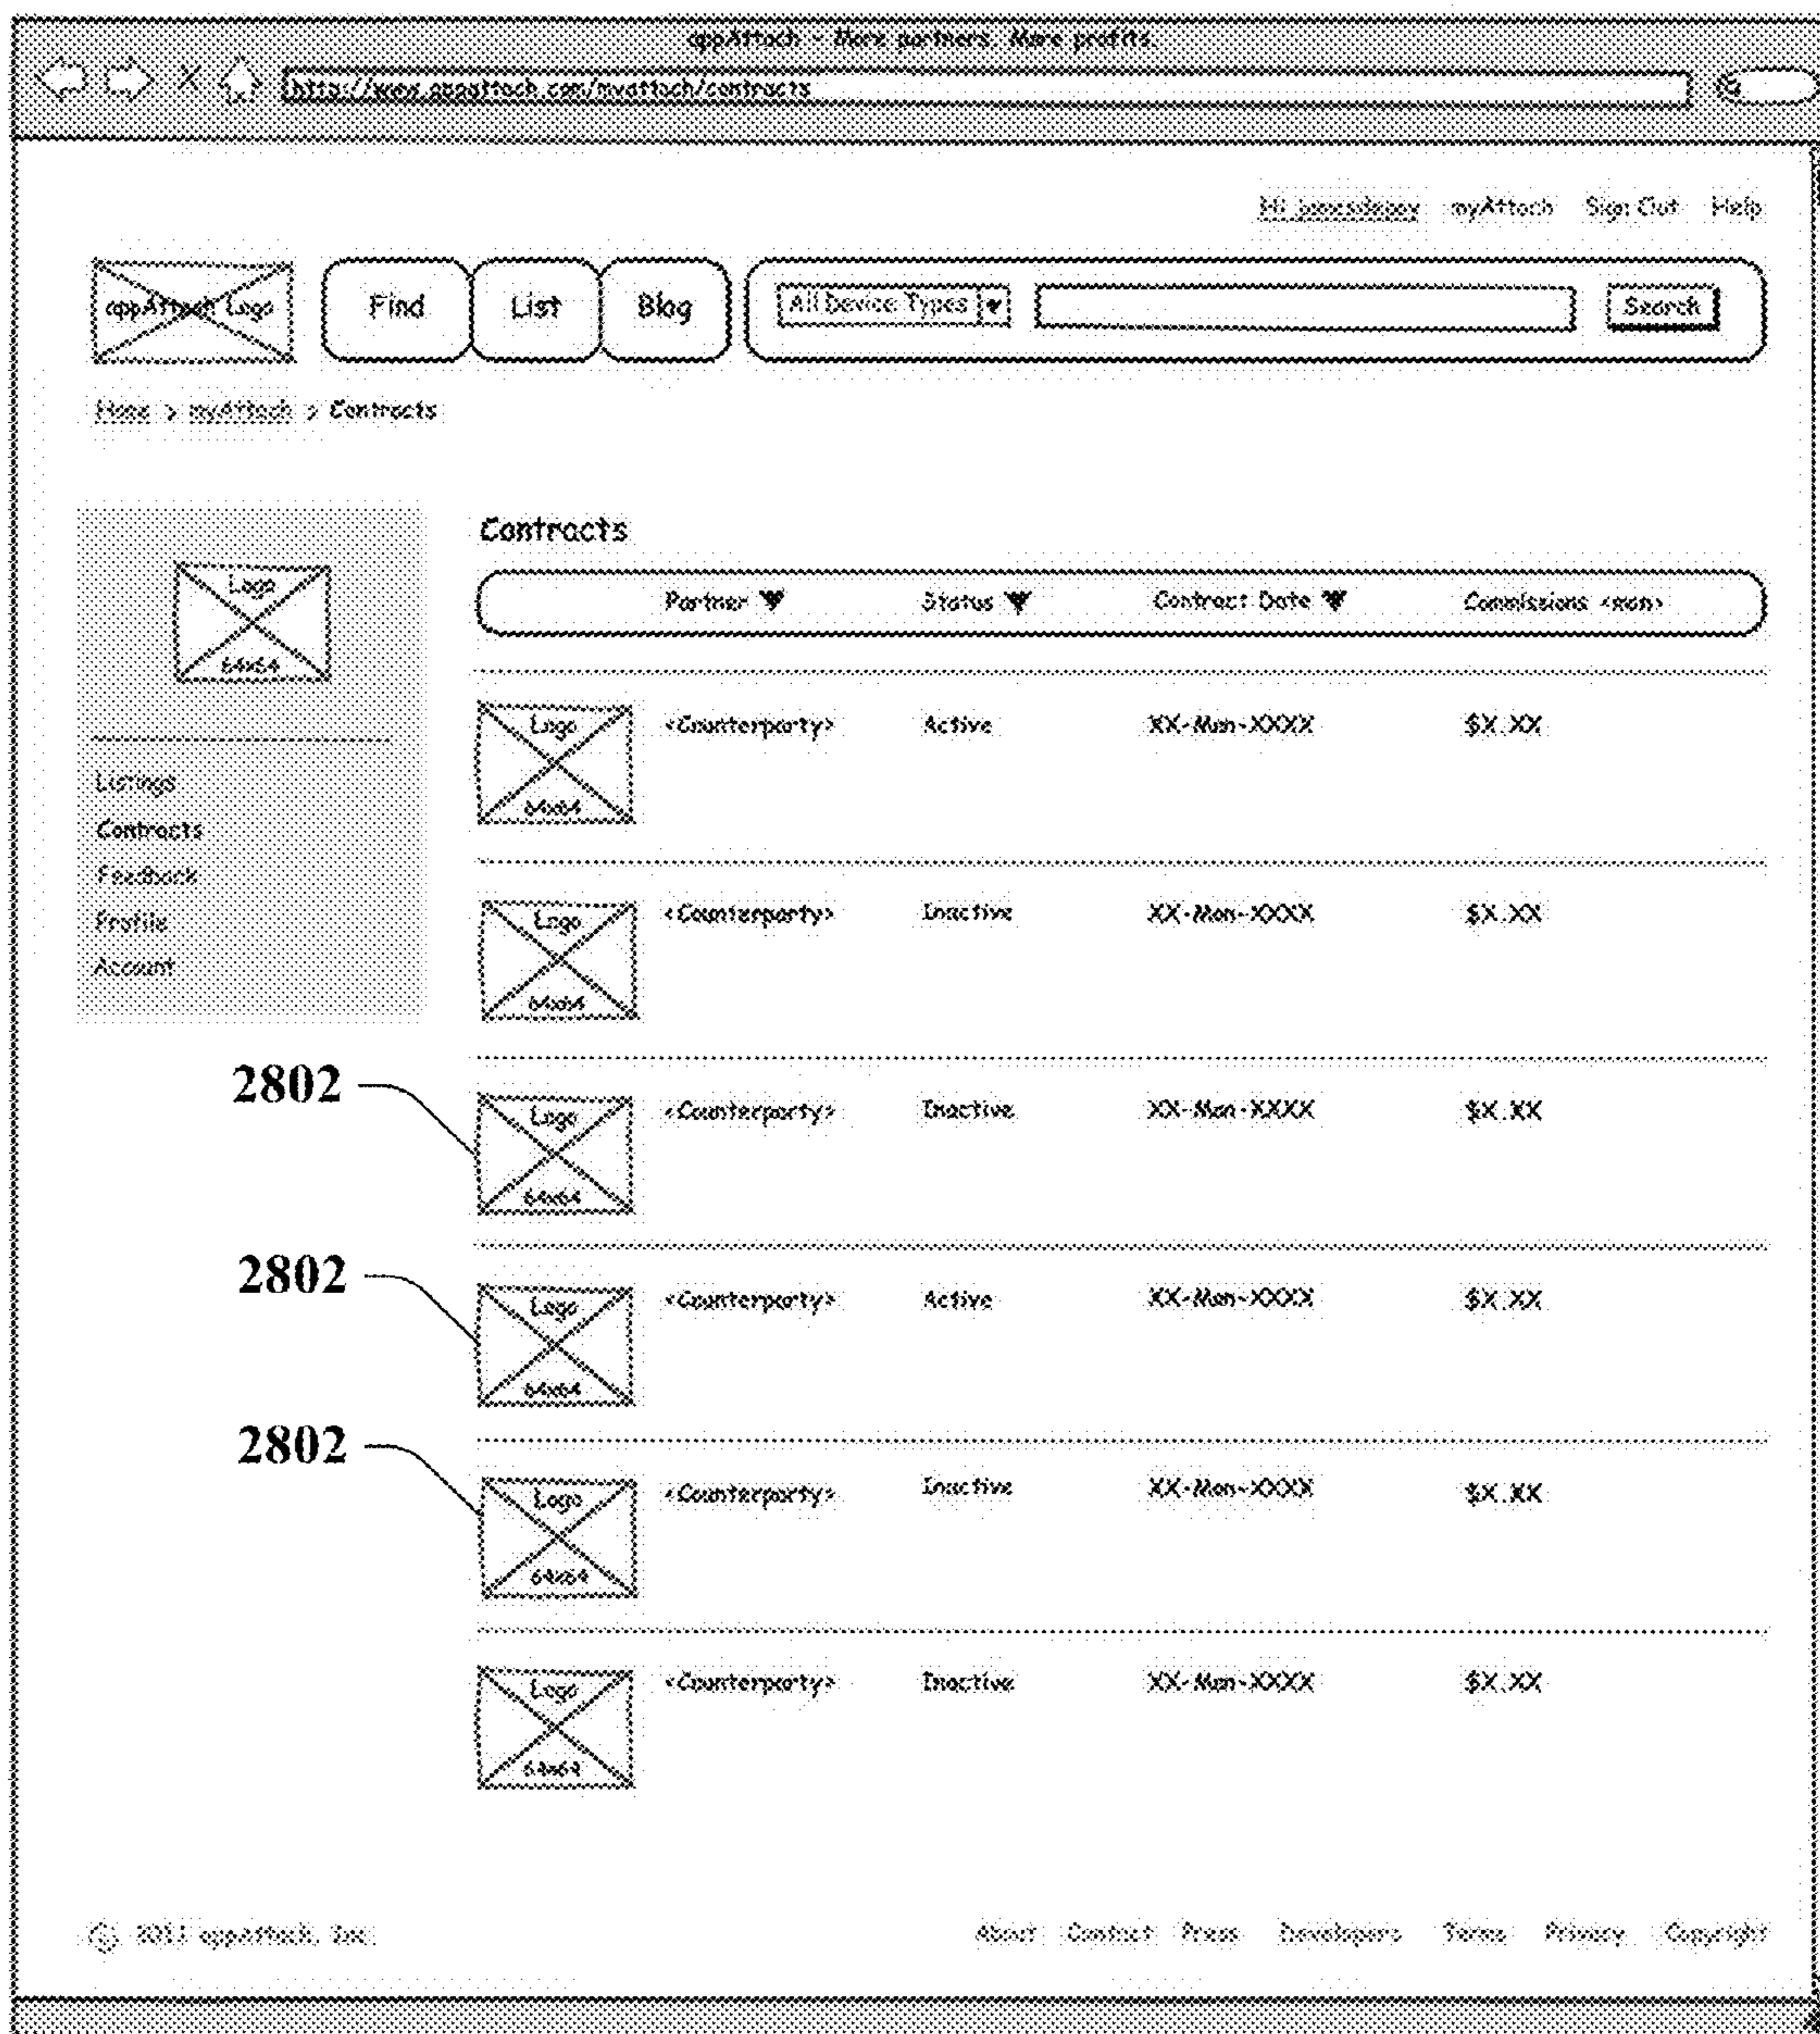 appAttach - More partners. More profits.
http://www.appattach.com/myattach/contracts
Hi myAttach Sign Out Help
appAttach Logo Find List Blog All Device Types Search
Home > myAttach > Contracts
Contracts
Logo
64x64
Partner Status Contract Date Commissions <mon>
Logo
64x64
<Counterparty> Active XX-Mon-XXXX $X.XX
Listings
Contracts
Feedback
Profile
Account
Logo
64x64
<Counterparty> Inactive XX-Mon-XXXX $X.XX
2802
Logo
64x64
<Counterparty> Inactive XX-Mon-XXXX $X.XX
2802
Logo
64x64
<Counterparty> Active XX-Mon-XXXX $X.XX
2802
Logo
64x64
<Counterparty> Inactive XX-Mon-XXXX $X.XX
Logo
64x64
<Counterparty> Inactive XX-Mon-XXXX $X.XX
© 2011 appAttach, Inc. About Contact Press Developers Terms Privacy Copyright